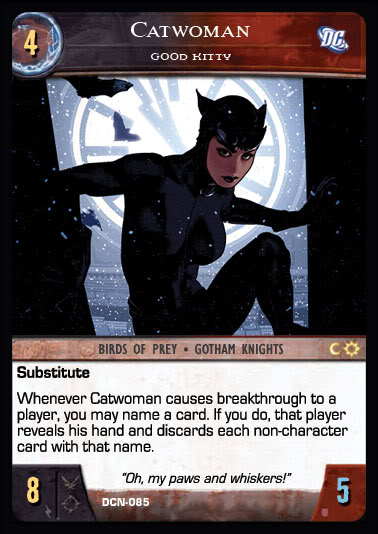 4
CATWOMAN
DC
GOOD KITTY
BIRDS OF PREY • GOTHAM KNIGHTS
Substitute
Whenever Catwoman causes breakthrough to a
player, you may name a card. If you do, that player
reveals his hand and discards each non-character
card with that name.
"Oh, my paws and whiskers!"
8
DCN-085
5